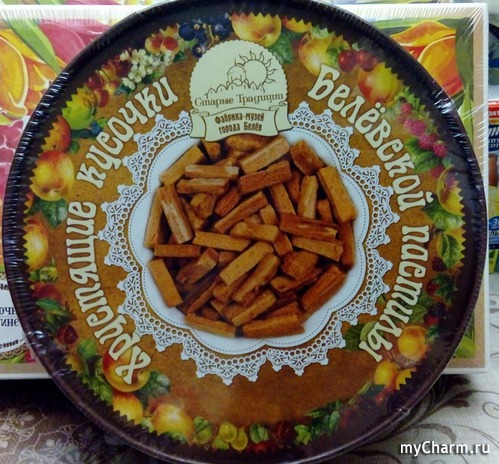 Старые Традиции
Фабрика-музей
города Белёв
Хрустящие кусочки
Белёвской пастилы
myCharm.ru